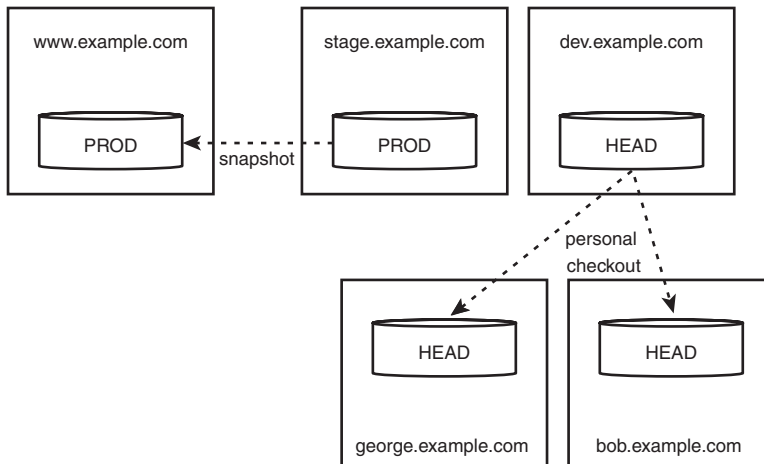 www.example.com
stage.example.com
dev.example.com
PROD
PROD
HEAD
snapshot
personal
checkout
HEAD
HEAD
george.example.com
bob.example.com